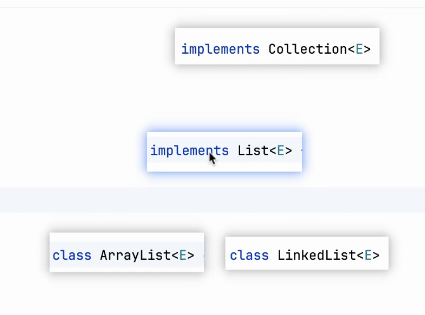 implements Collection<E>
implements List<E>
class ArrayList<E>
class LinkedList<E>